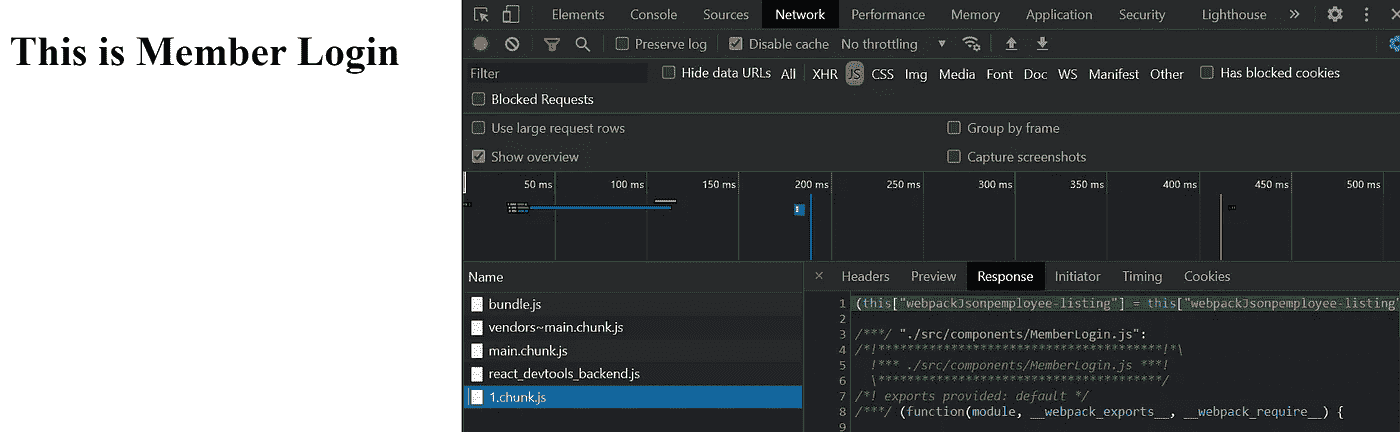 This is Member Login
Elements Console Sources Network Performance Memory Application Security Lighthouse »
Preserve log Disable cache No throttling
Filter Hide data URLs All XHR JS CSS Img Media Font Doc WS Manifest Other Has blocked cookies
Blocked Requests
Use large request rows Group by frame
Show overview Capture screenshots
50 ms 100 ms 150 ms 200 ms 250 ms 300 ms 350 ms 400 ms 450 ms 500 ms
Name
bundle.js
vendors~main.chunk.js
main.chunk.js
react_devtools_backend.js
1.chunk.js
× Headers Preview Response Initiator Timing Cookies
1 (this["webpackJsonpemployee-listing"] = this["webpackJsonpemployee-listing"
2
3 /***/ "./src/components/MemberLogin.js":
4 /*!****************************************!*\
5 !*** ./src/components/MemberLogin.js ***!
6 \****************************************/
7 /*! exports provided: default */
8 /***/ (function(module, __webpack_exports__, __webpack_require__) {
9